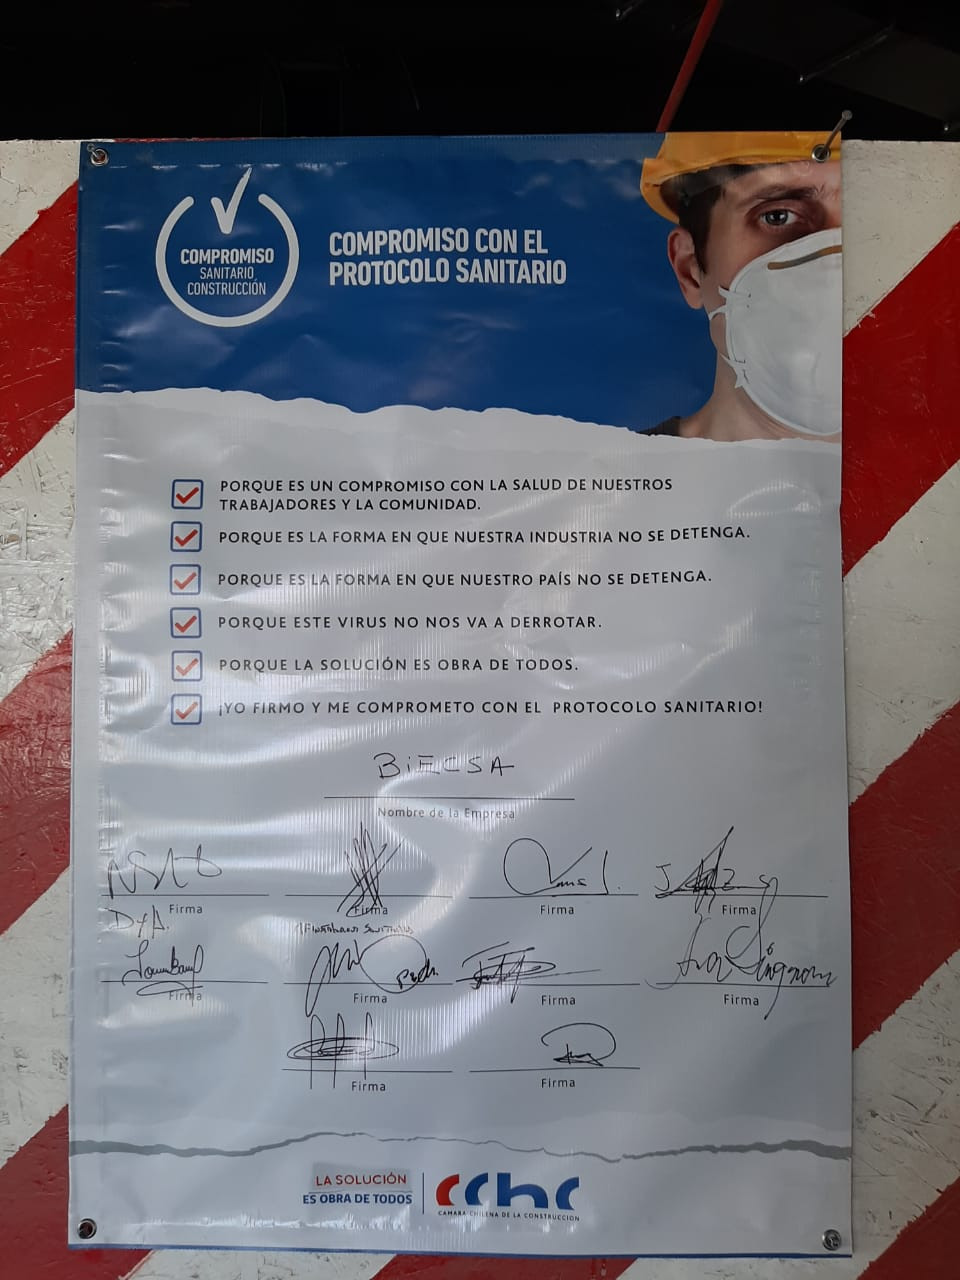 COMPROMISO
SANITARIO
CONSTRUCCIÓN
COMPROMISO CON EL
PROTOCOLO SANITARIO
PORQUE ES UN COMPROMISO CON LA SALUD DE NUESTROS
TRABAJADORES Y LA COMUNIDAD.
PORQUE ES LA FORMA EN QUE NUESTRA INDUSTRIA NO SE DETENGA.
PORQUE ES LA FORMA EN QUE NUESTRO PAÍS NO SE DETENGA.
PORQUE ESTE VIRUS NO NOS VA A DERROTAR.
PORQUE LA SOLUCIÓN ES OBRA DE TODOS.
¡YO FIRMO Y ME COMPROMETO CON EL PROTOCOLO SANITARIO!
BiECSA
Nombre de la Empresa
Firma Firma Firma Firma
Firma Firma Firma Firma
Firma Firma
LA SOLUCIÓN
ES OBRA DE TODOS
cchc
CAMARA CHILENA DE LA CONSTRUCCION